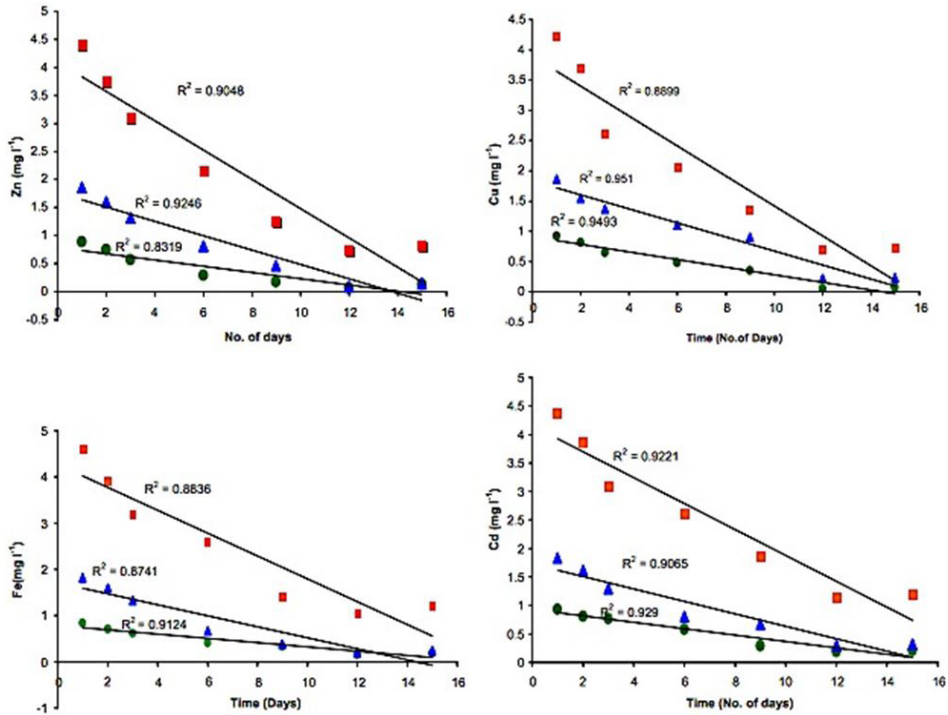 5
4.5
4
3.5
3
2.5
2
1.5
1
0.5
0
-0.5
Zn (mg l⁻¹)
R² = 0.9048
R² = 0.9246
R² = 0.8319
0 2 4 6 8 10 12 14 16
No. of days
4.5
4
3.5
3
2.5
2
1.5
1
0.5
0
-0.5
Cu (mg l⁻¹)
R² = 0.8899
R² = 0.951
R² = 0.9493
0 2 4 6 8 10 12 14 16
Time (No.of Days)
5
4
3
2
1
0
-1
Fe(mg l⁻¹)
R² = 0.8836
R² = 0.8741
R² = 0.9124
0 2 4 6 8 10 12 14 16
Time (Days)
5
4.5
4
3.5
3
2.5
2
1.5
1
0.5
0
Cd (mg l⁻¹)
R² = 0.9221
R² = 0.9065
R² = 0.929
0 2 4 6 8 10 12 14 16
Time (No. of days)